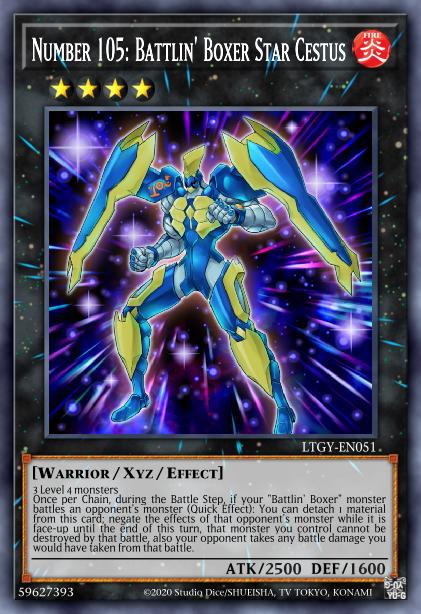 Number 105: Battlin' Boxer Star Cestus
FIRE
炎
105
LTGY-EN051
[Warrior / Xyz / Effect]
3 Level 4 monsters
Once per Chain, during the Battle Step, if your "Battlin' Boxer" monster
battles an opponent's monster (Quick Effect): You can detach 1 material
from this card; negate the effects of that opponent's monster while it is
face-up until the end of this turn, that monster you control cannot be
destroyed by that battle, also your opponent takes any battle damage you
would have taken from that battle.
ATK/2500 DEF/1600
59627393
©2020 Studio Dice/SHUEISHA, TV TOKYO, KONAMI